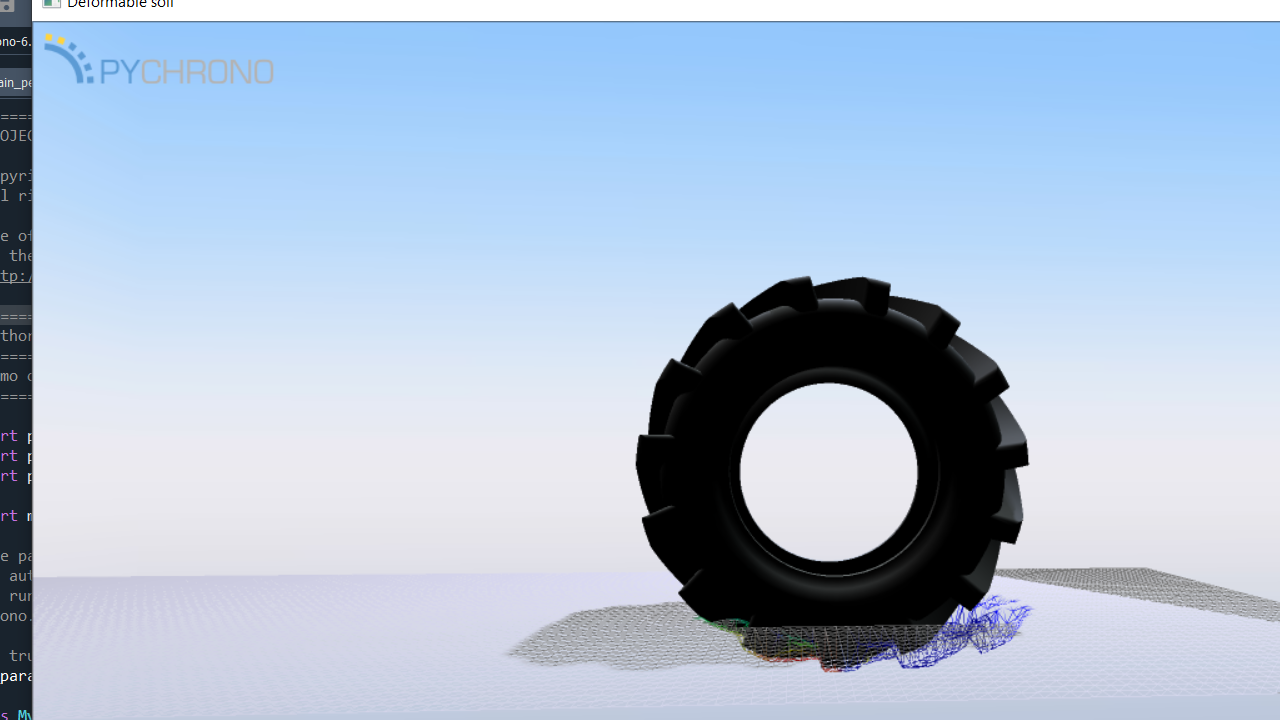 Deformable soil
ono-6.
PYCHRONO
ain_pe
====
OJEC
pyri
l ri
e of
the
tp:/
====
thor
====
mo
====
rt p
rt p
rt p
rt m
e pa
aut
run
ono.
tru
para
s My